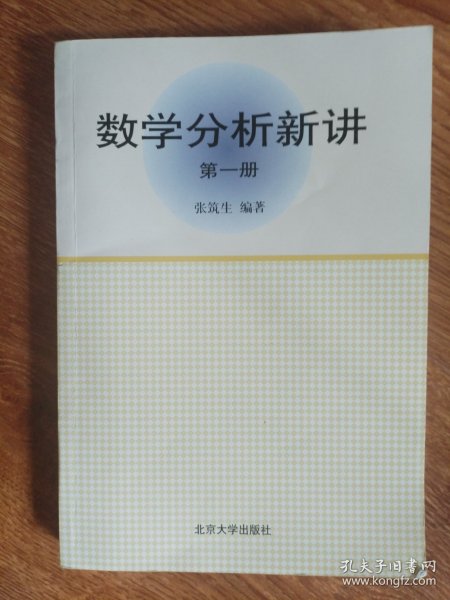 数学分析新讲
第一册
张筑生 编著
北京大学出版社
孔夫子旧书网
www.kongfz.com